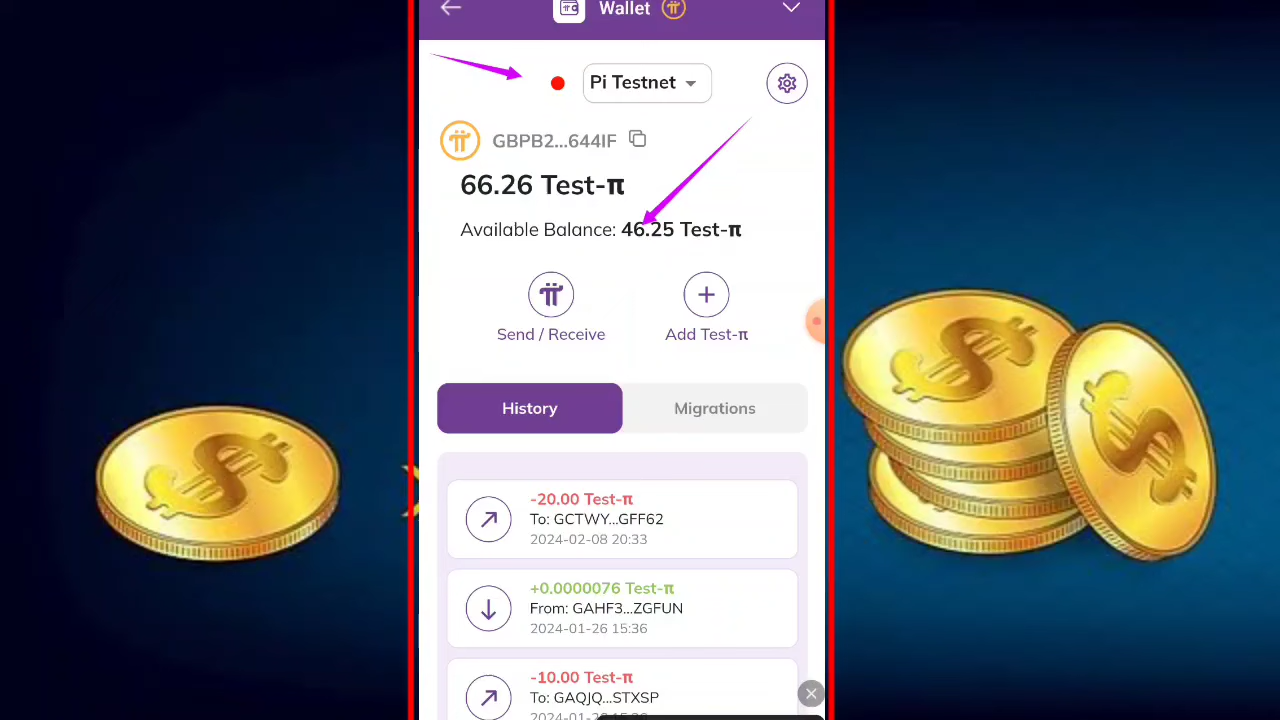 Wallet
Pi Testnet
GBPB2...644IF
66.26 Test-π
Available Balance: 46.25 Test-π
Send / Receive
Add Test-π
History
Migrations
-20.00 Test-π
To: GCTWY...GFF62
2024-02-08 20:33
+0.0000076 Test-π
From: GAHF3...ZGFUN
2024-01-26 15:36
-10.00 Test-π
To: GAQJQ...STXSP